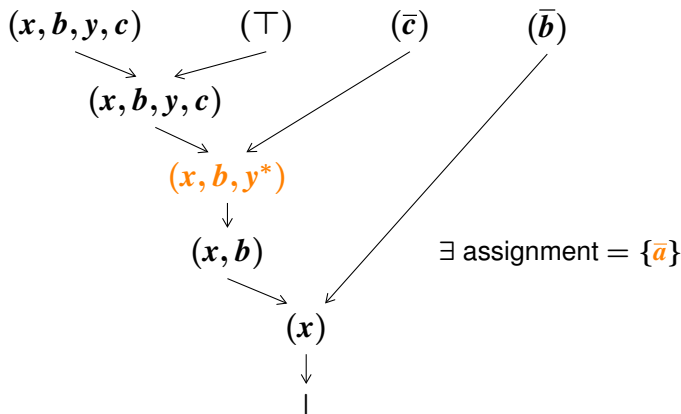 (x, b, y, c) (⊤) (c̅) (b̅)
(x, b, y, c)
(x, b, y*)
(x, b) ∃ assignment = {a̅}
(x)